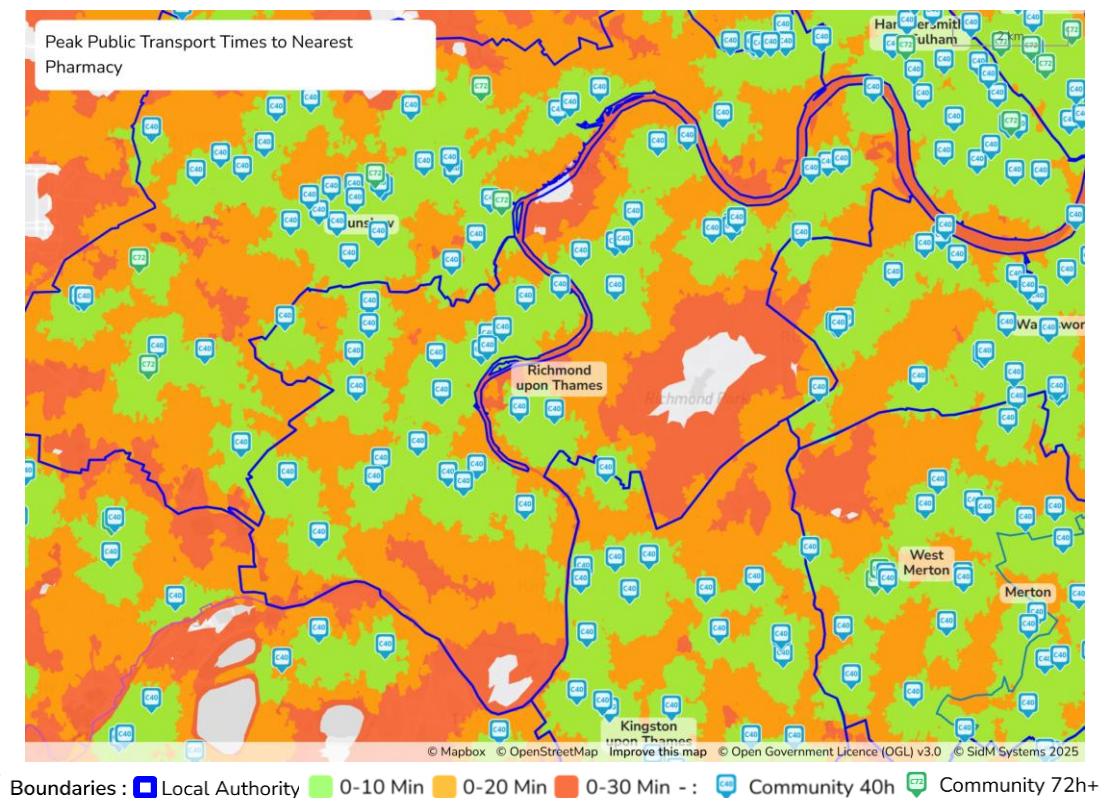 Peak Public Transport Times to Nearest
Pharmacy
2 km
Richmond
upon Thames
Richmond Park
West
Merton
Merton
Kingston
upon Thames
© Mapbox © OpenStreetMap Improve this map © Open Government Licence (OGL) v3.0 © SidM Systems 2025
Boundaries : Local Authority 0-10 Min 0-20 Min 0-30 Min - : C40 Community 40h C72 Community 72h+